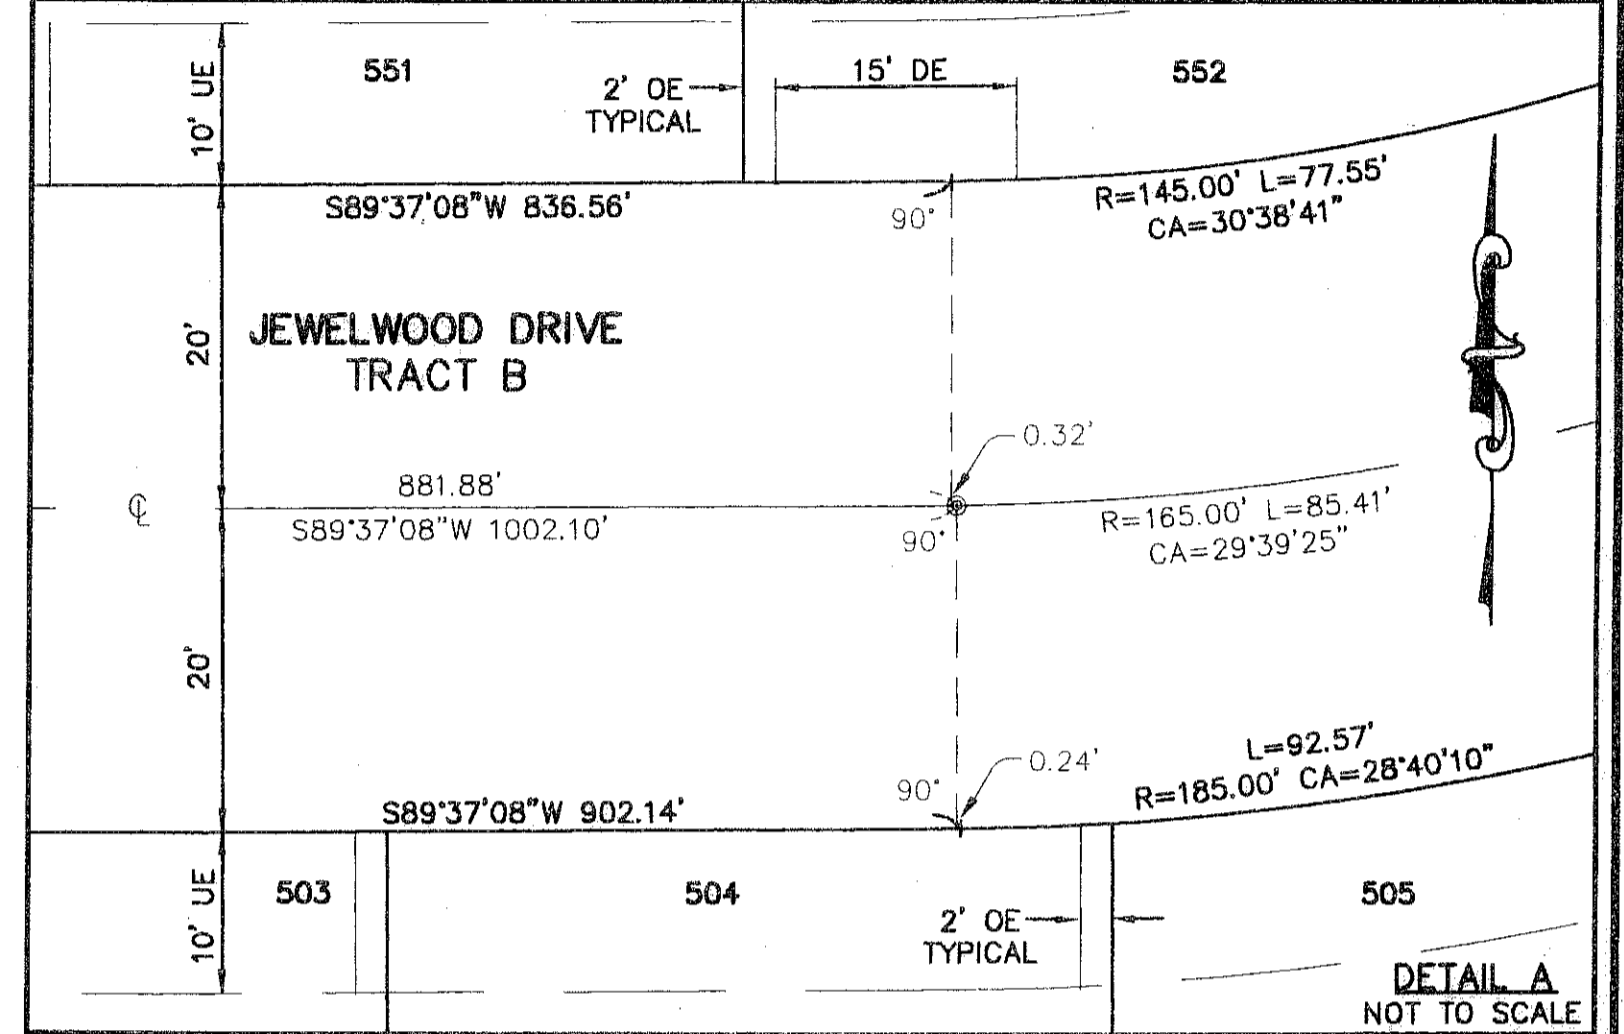 551
15' DE
552
10' UE
2' OE
TYPICAL
S89°37'08"W 836.56'
90°
R=145.00' L=77.55'
CA=30°38'41"
20'
JEWELWOOD DRIVE
TRACT B
0.32'
881.88'
℄
S89°37'08"W 1002.10'
90°
R=165.00' L=85.41'
CA=29°39'25"
20'
0.24'
90°
L=92.57'
R=185.00' CA=28°40'10"
S89°37'08"W 902.14'
10' UE
503
504
505
2' OE
TYPICAL
DETAIL A
NOT TO SCALE